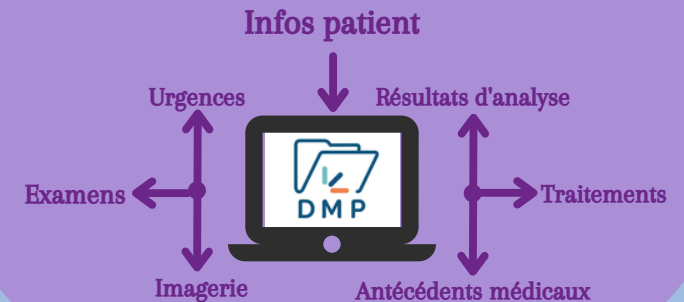 Infos patient
Urgences
Résultats d'analyse
DMP
Examens
Traitements
Imagerie
Antécédents médicaux